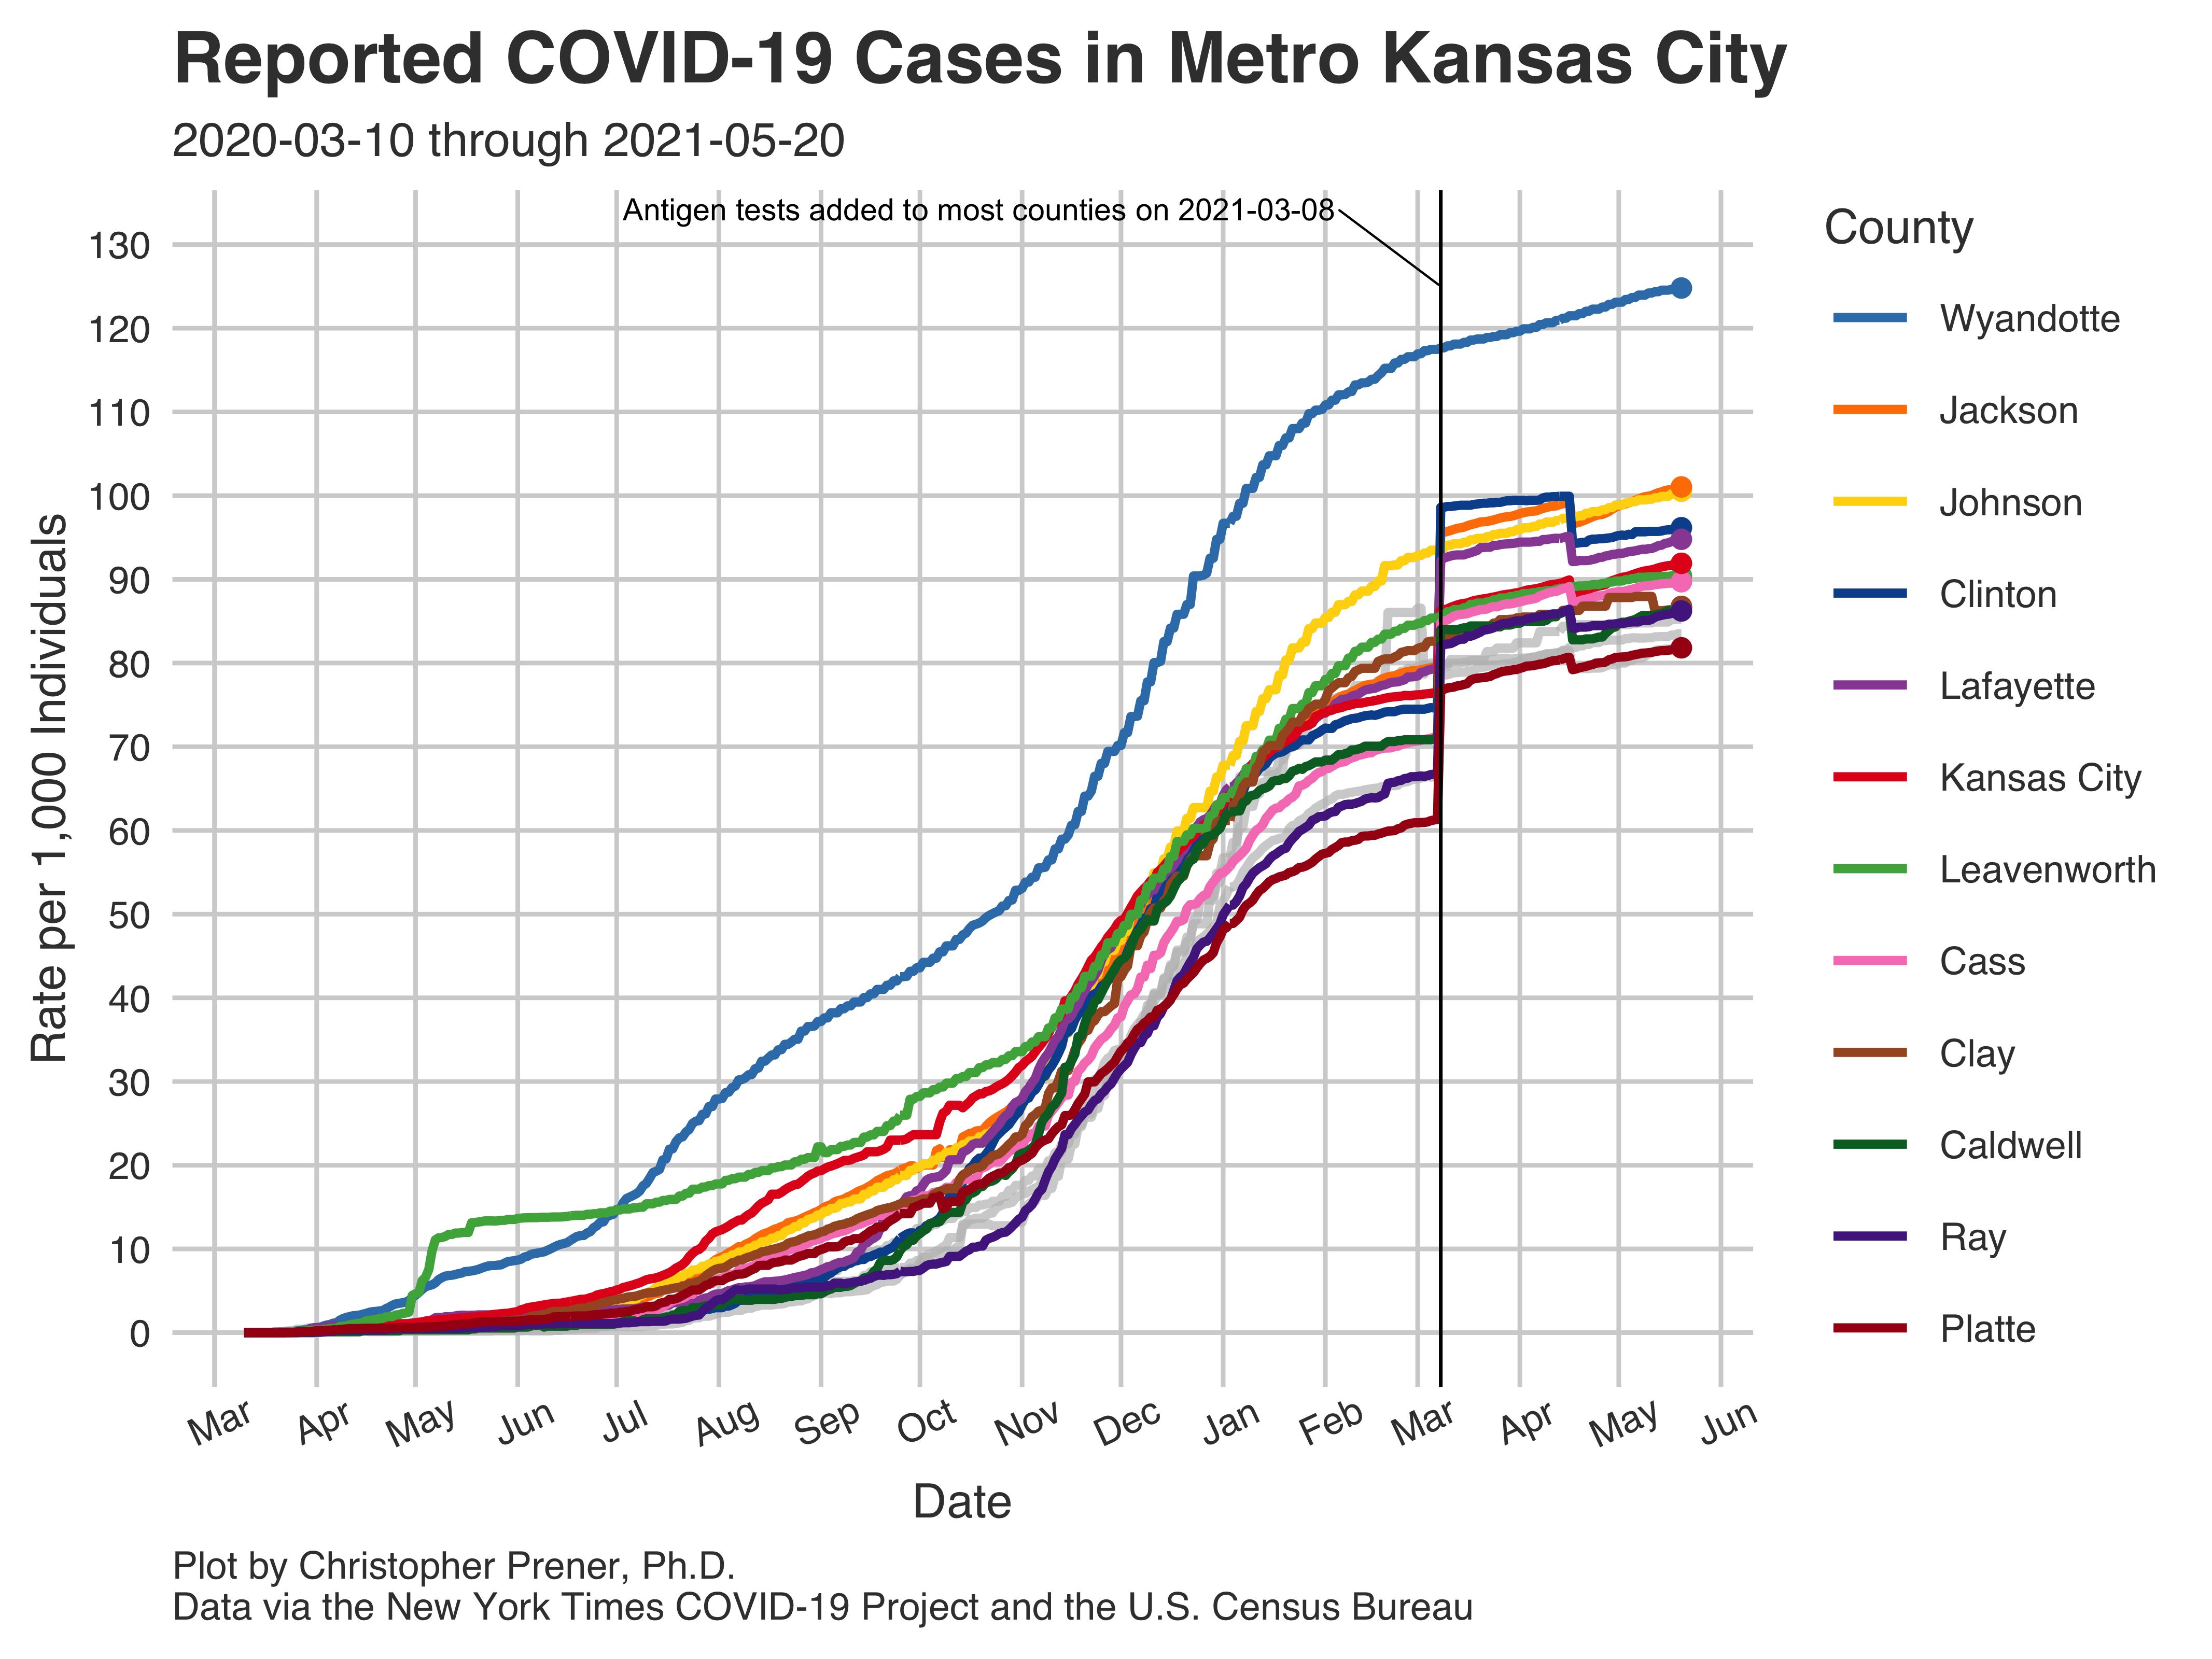 Reported COVID-19 Cases in Metro Kansas City
2020-03-10 through 2021-05-20
Antigen tests added to most counties on 2021-03-08
130
120
110
100
90
80
70
60
50
40
30
20
10
0
Rate per 1,000 Individuals
Mar
Apr
May
Jun
Jul
Aug
Sep
Oct
Nov
Dec
Jan
Feb
Mar
Apr
May
Jun
Date
County
Wyandotte
Jackson
Johnson
Clinton
Lafayette
Kansas City
Leavenworth
Cass
Clay
Caldwell
Ray
Platte
Plot by Christopher Prener, Ph.D.
Data via the New York Times COVID-19 Project and the U.S. Census Bureau